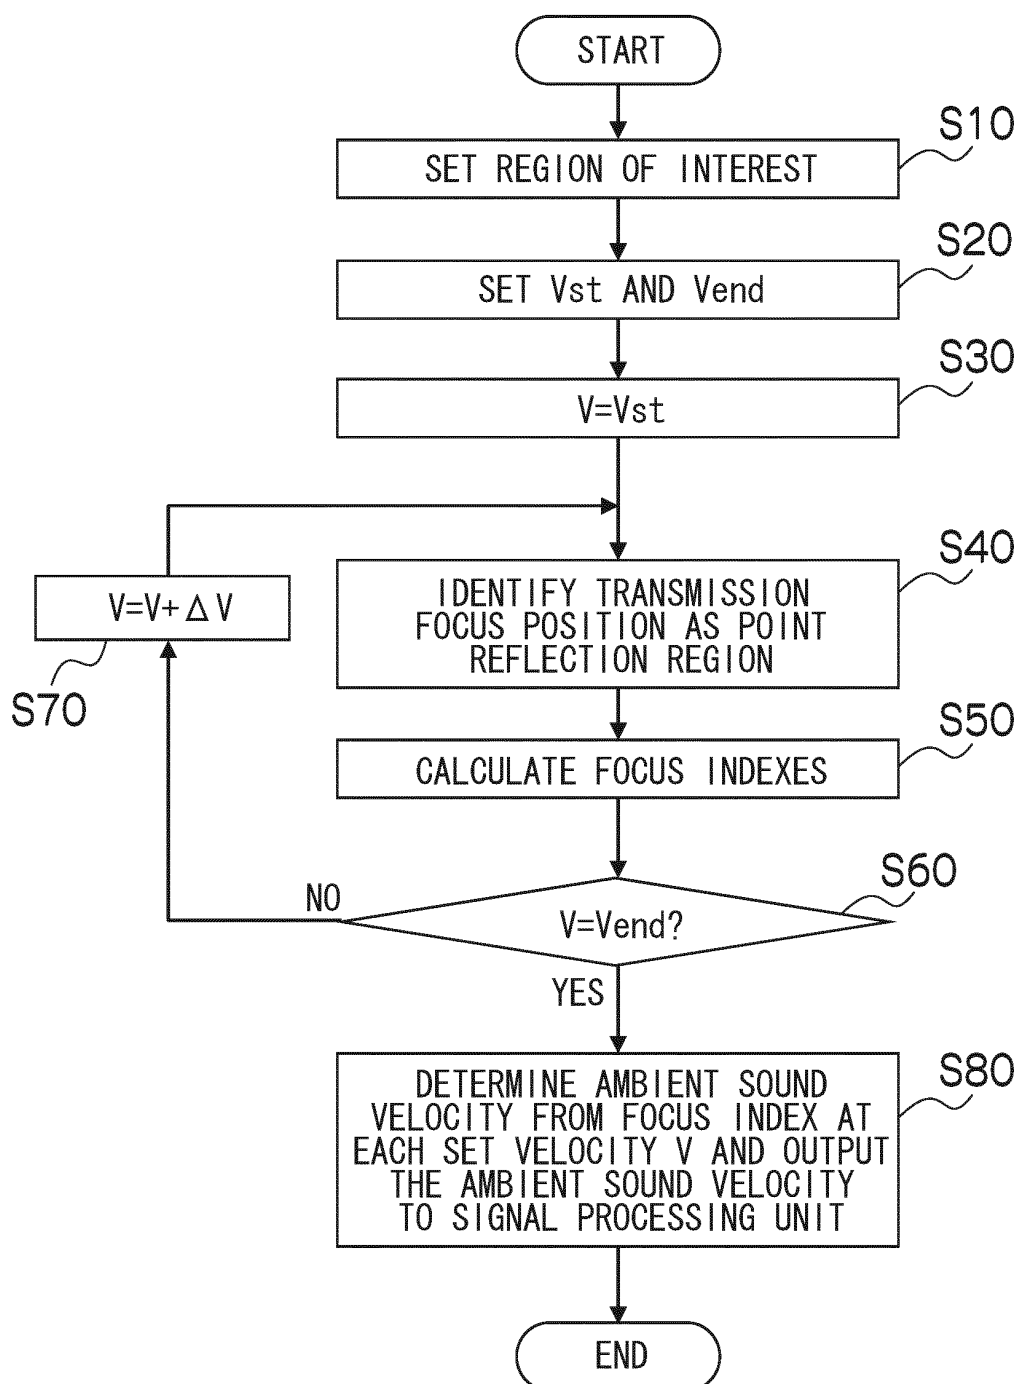 START
S10
SET REGION OF INTEREST
S20
SET Vst AND Vend
S30
V=Vst
S40
IDENTIFY TRANSMISSION
FOCUS POSITION AS POINT
REFLECTION REGION
V=V+ΔV
S70
S50
CALCULATE FOCUS INDEXES
S60
NO
V=Vend?
YES
S80
DETERMINE AMBIENT SOUND
VELOCITY FROM FOCUS INDEX AT
EACH SET VELOCITY V AND OUTPUT
THE AMBIENT SOUND VELOCITY
TO SIGNAL PROCESSING UNIT
END